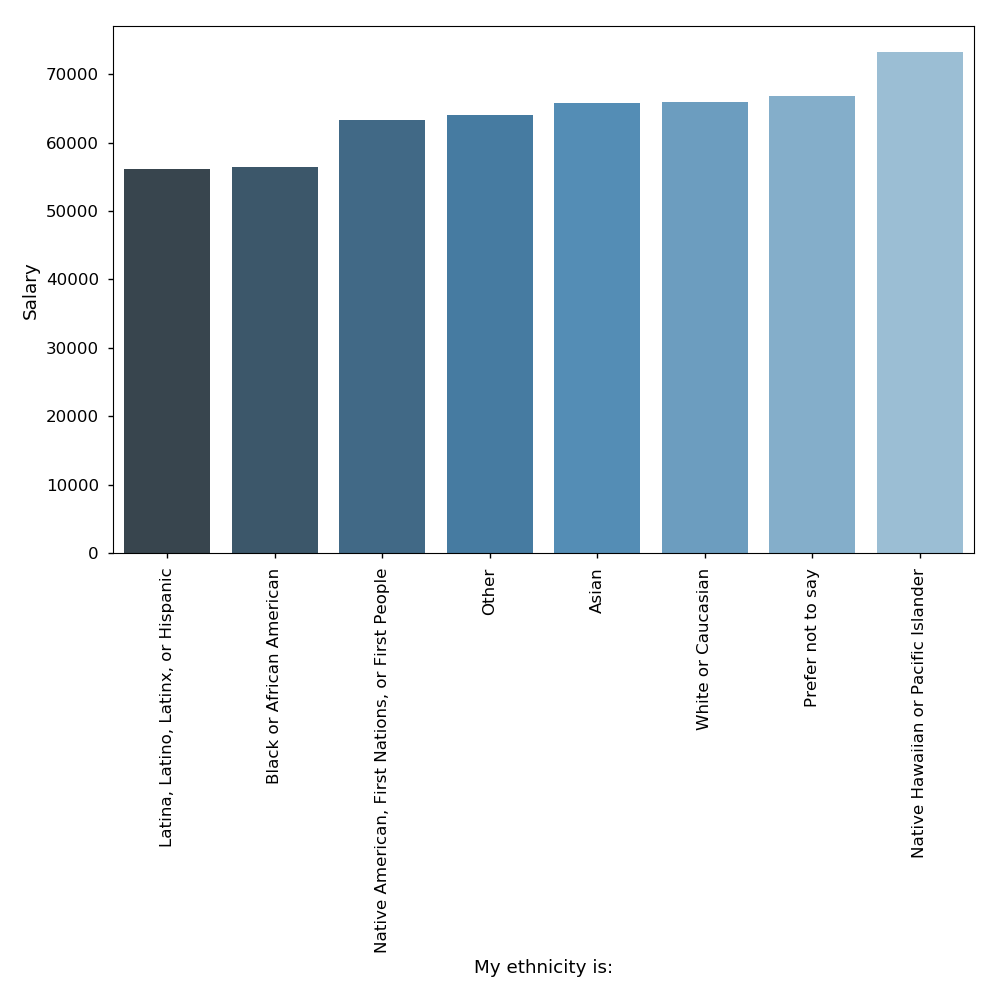 70000
60000
50000
40000
30000
20000
10000
0
Salary
Latina, Latino, Latinx, or Hispanic
Black or African American
Native American, First Nations, or First People
Other
Asian
White or Caucasian
Prefer not to say
Native Hawaiian or Pacific Islander
My ethnicity is: